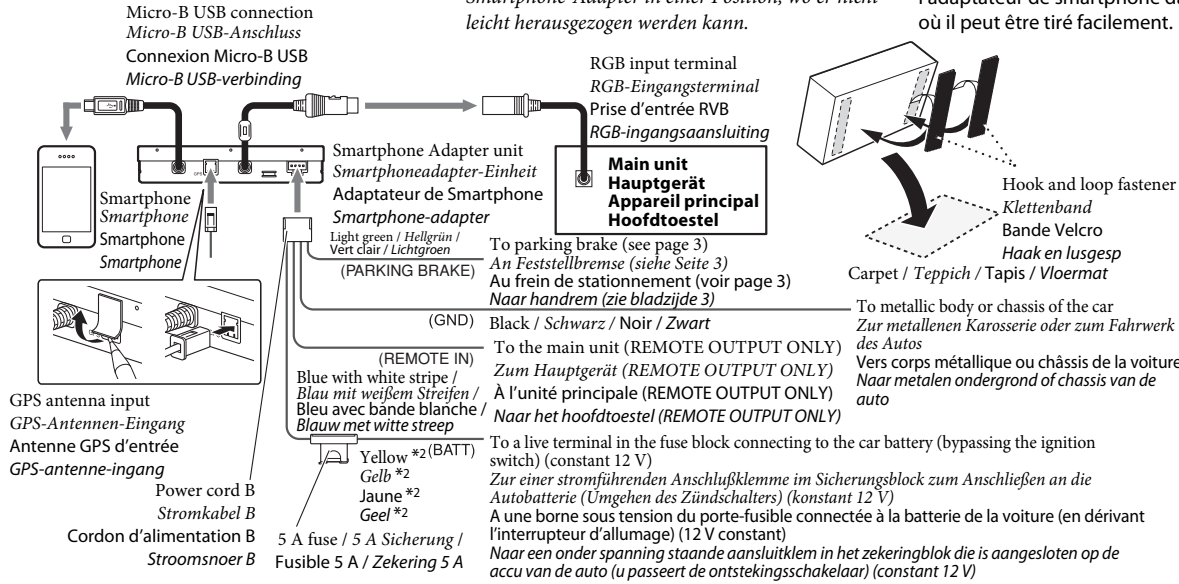 Micro-B USB connection
Micro-B USB-Anschluss
Connexion Micro-B USB
Micro-B USB-verbinding
leicht herausgezogen werden kann.
où il peut être tiré facilement.
RGB input terminal
RGB-Eingangsterminal
Prise d'entrée RVB
RGB-ingangsaansluiting
Main unit
Hauptgerät
Appareil principal
Hoofdtoestel
Smartphone Adapter unit
Smartphoneadapter-Einheit
Adaptateur de Smartphone
Smartphone-adapter
GPS
Smartphone
Smartphone
Smartphone
Smartphone
Hook and loop fastener
Klettenband
Bande Velcro
Haak en lusgesp
Carpet / Teppich / Tapis / Vloermat
Light green / Hellgrün /
Vert clair / Lichtgroen
(PARKING BRAKE)
To parking brake (see page 3)
An Feststellbremse (siehe Seite 3)
Au frein de stationnement (voir page 3)
Naar handrem (zie bladzijde 3)
(GND)
Black / Schwarz / Noir / Zwart
To metallic body or chassis of the car
Zur metallenen Karosserie oder zum Fahrwerk
des Autos
Vers corps métallique ou châssis de la voiture
Naar metalen ondergrond of chassis van de
auto
(REMOTE IN)
Blue with white stripe /
Blau mit weißem Streifen /
Bleu avec bande blanche /
Blauw met witte streep
To the main unit (REMOTE OUTPUT ONLY)
Zum Hauptgerät (REMOTE OUTPUT ONLY)
À l'unité principale (REMOTE OUTPUT ONLY)
Naar het hoofdtoestel (REMOTE OUTPUT ONLY)
GPS antenna input
GPS-Antennen-Eingang
Antenne GPS d'entrée
GPS-antenne-ingang
Power cord B
Stromkabel B
Cordon d'alimentation B
Stroomsnoer B
Yellow *2 (BATT)
Gelb *2
Jaune *2
Geel *2
5 A fuse / 5 A Sicherung /
Fusible 5 A / Zekering 5 A
To a live terminal in the fuse block connecting to the car battery (bypassing the ignition
switch) (constant 12 V)
Zur einer stromführenden Anschlußklemme im Sicherungsblock zum Anschließen an die
Autobatterie (Umgehen des Zündschalters) (konstant 12 V)
A une borne sous tension du porte-fusible connectée à la batterie de la voiture (en dérivant
l'interrupteur d'allumage) (12 V constant)
Naar een onder spanning staande aansluitklem in het zekeringblok die is aangesloten op de
accu van de auto (u passeert de ontstekingsschakelaar) (constant 12 V)